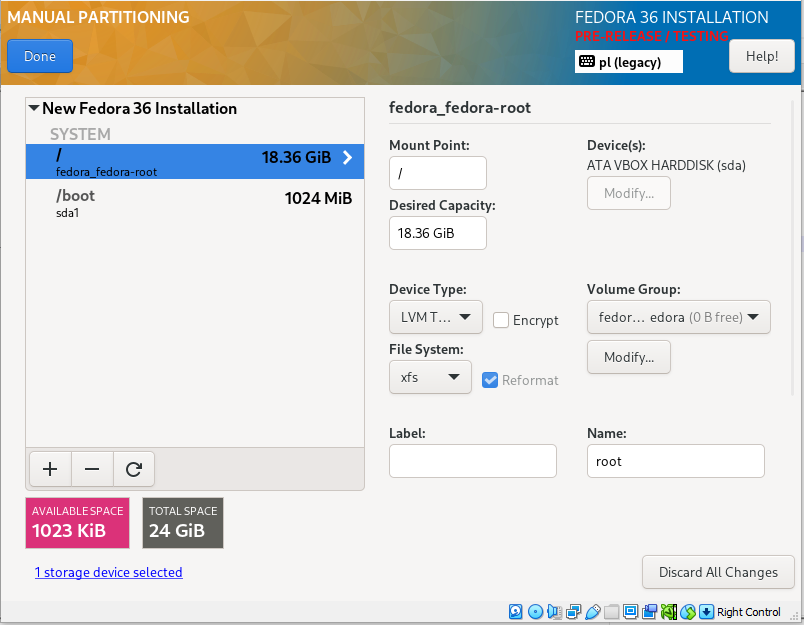 MANUAL PARTITIONING
FEDORA 36 INSTALLATION
PRE-RELEASE / TESTING
Done
pl (legacy)
Help!
New Fedora 36 Installation
SYSTEM
/
18.36 GiB
fedora_fedora-root
/boot
1024 MiB
sda1
AVAILABLE SPACE
1023 KiB
TOTAL SPACE
24 GiB
1 storage device selected
fedora_fedora-root
Mount Point:
/
Device(s):
ATA VBOX HARDDISK (sda)
Modify...
Desired Capacity:
18.36 GiB
Device Type:
LVM T...
Encrypt
Volume Group:
fedor... edora (0 B free)
Modify...
File System:
xfs
Reformat
Label:
Name:
root
Discard All Changes
Right Control